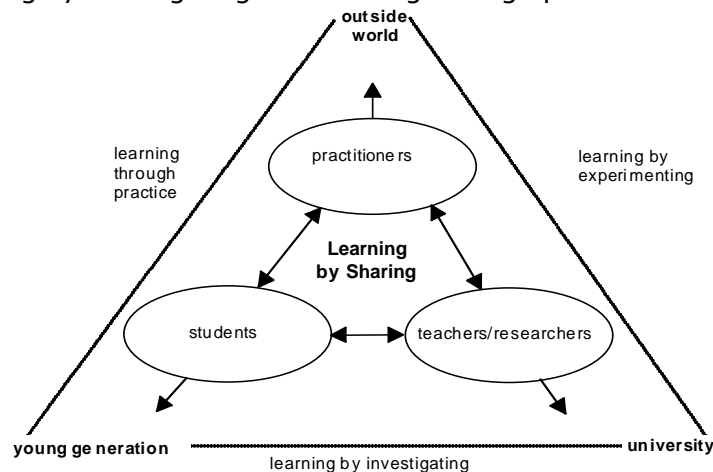 outside
world
learning
through
practice
practitioners
learning by
experimenting
Learning
by Sharing
students
teachers/researchers
young generation
university
learning by investigating